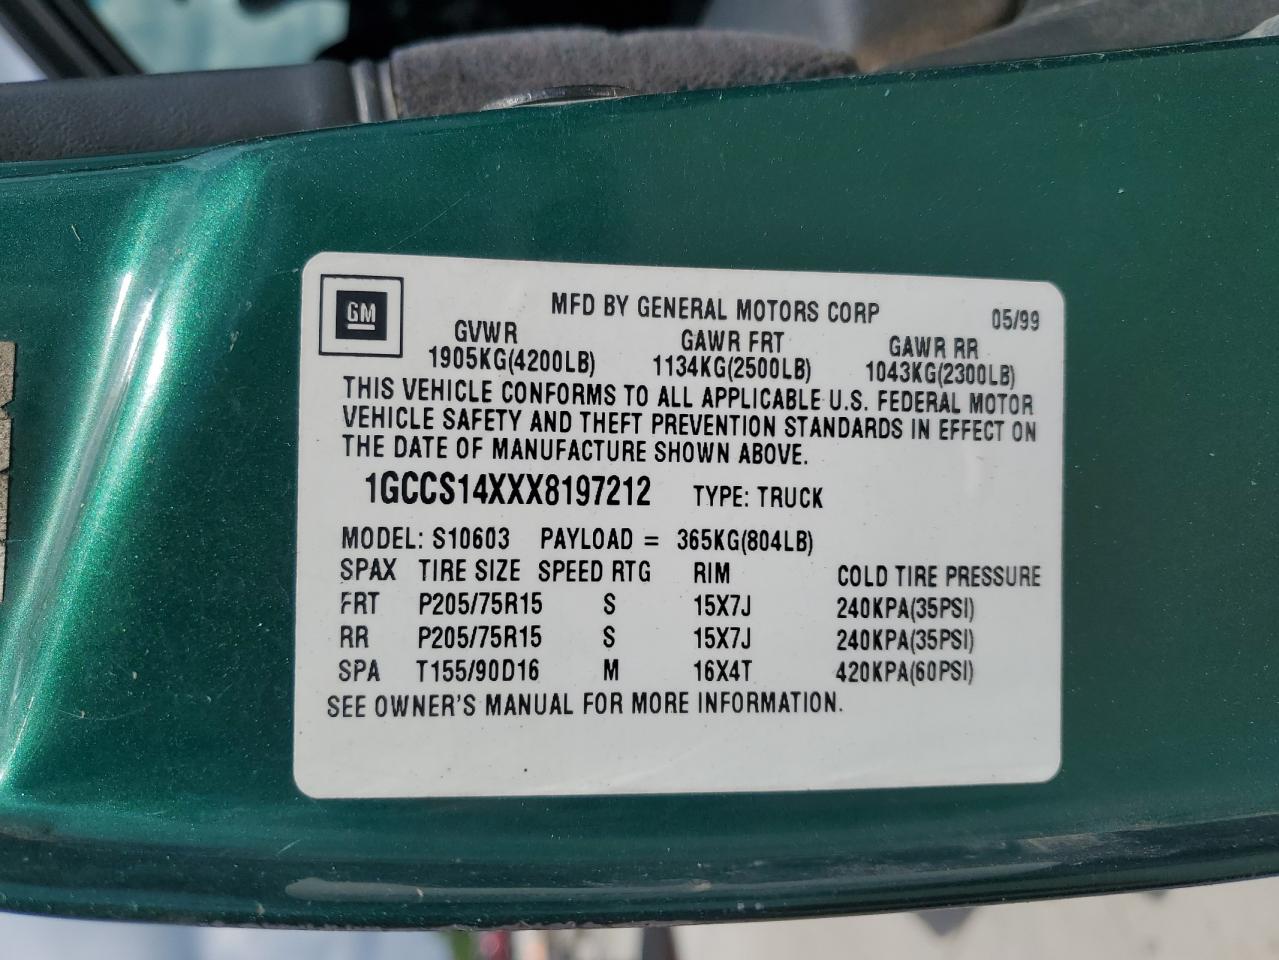 GM
MFD BY GENERAL MOTORS CORP 05/99
GVWR GAWR FRT GAWR RR
1905KG(4200LB) 1134KG(2500LB) 1043KG(2300LB)
THIS VEHICLE CONFORMS TO ALL APPLICABLE U.S. FEDERAL MOTOR
VEHICLE SAFETY AND THEFT PREVENTION STANDARDS IN EFFECT ON
THE DATE OF MANUFACTURE SHOWN ABOVE.
1GCCS14XXX8197212 TYPE: TRUCK
MODEL: S10603 PAYLOAD = 365KG(804LB)
SPAX TIRE SIZE SPEED RTG RIM COLD TIRE PRESSURE
FRT P205/75R15 S 15X7J 240KPA(35PSI)
RR P205/75R15 S 15X7J 240KPA(35PSI)
SPA T155/90D16 M 16X4T 420KPA(60PSI)
SEE OWNER'S MANUAL FOR MORE INFORMATION.